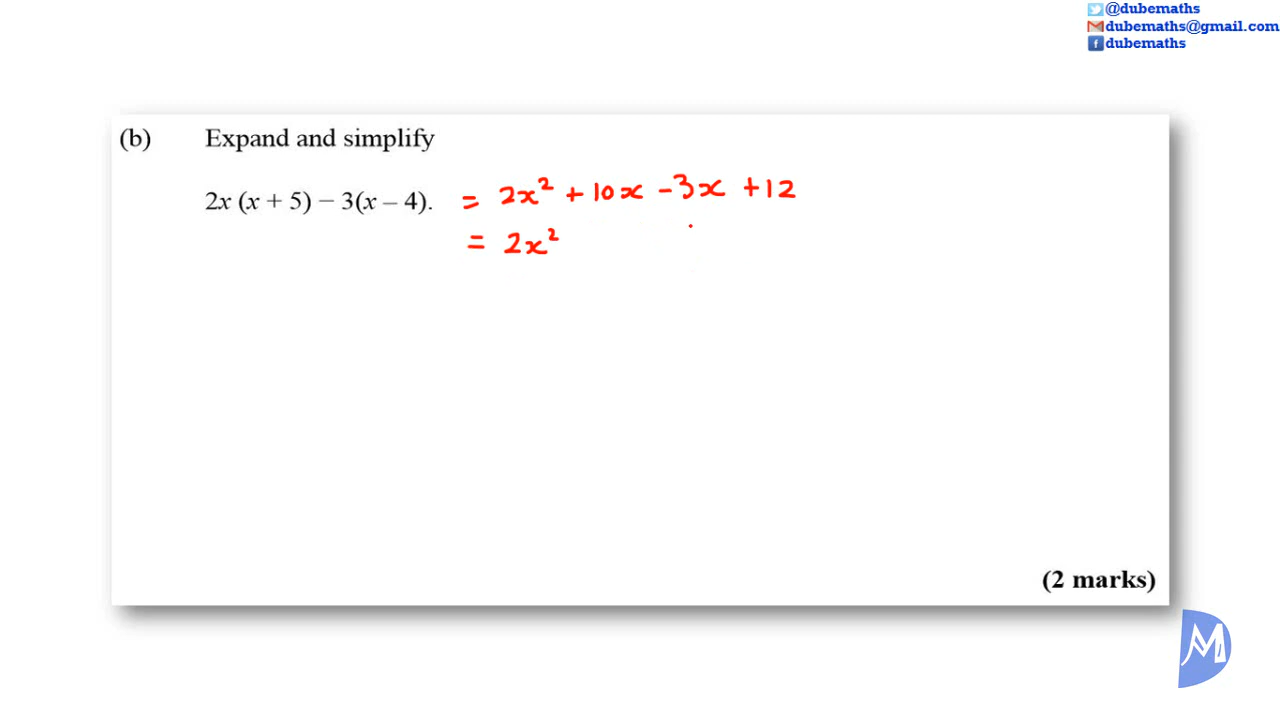 @dubemaths
dubemaths@gmail.com
dubemaths
(b) Expand and simplify
2x (x + 5) − 3(x – 4). = 2x² + 10x - 3x + 12
= 2x²
(2 marks)
M